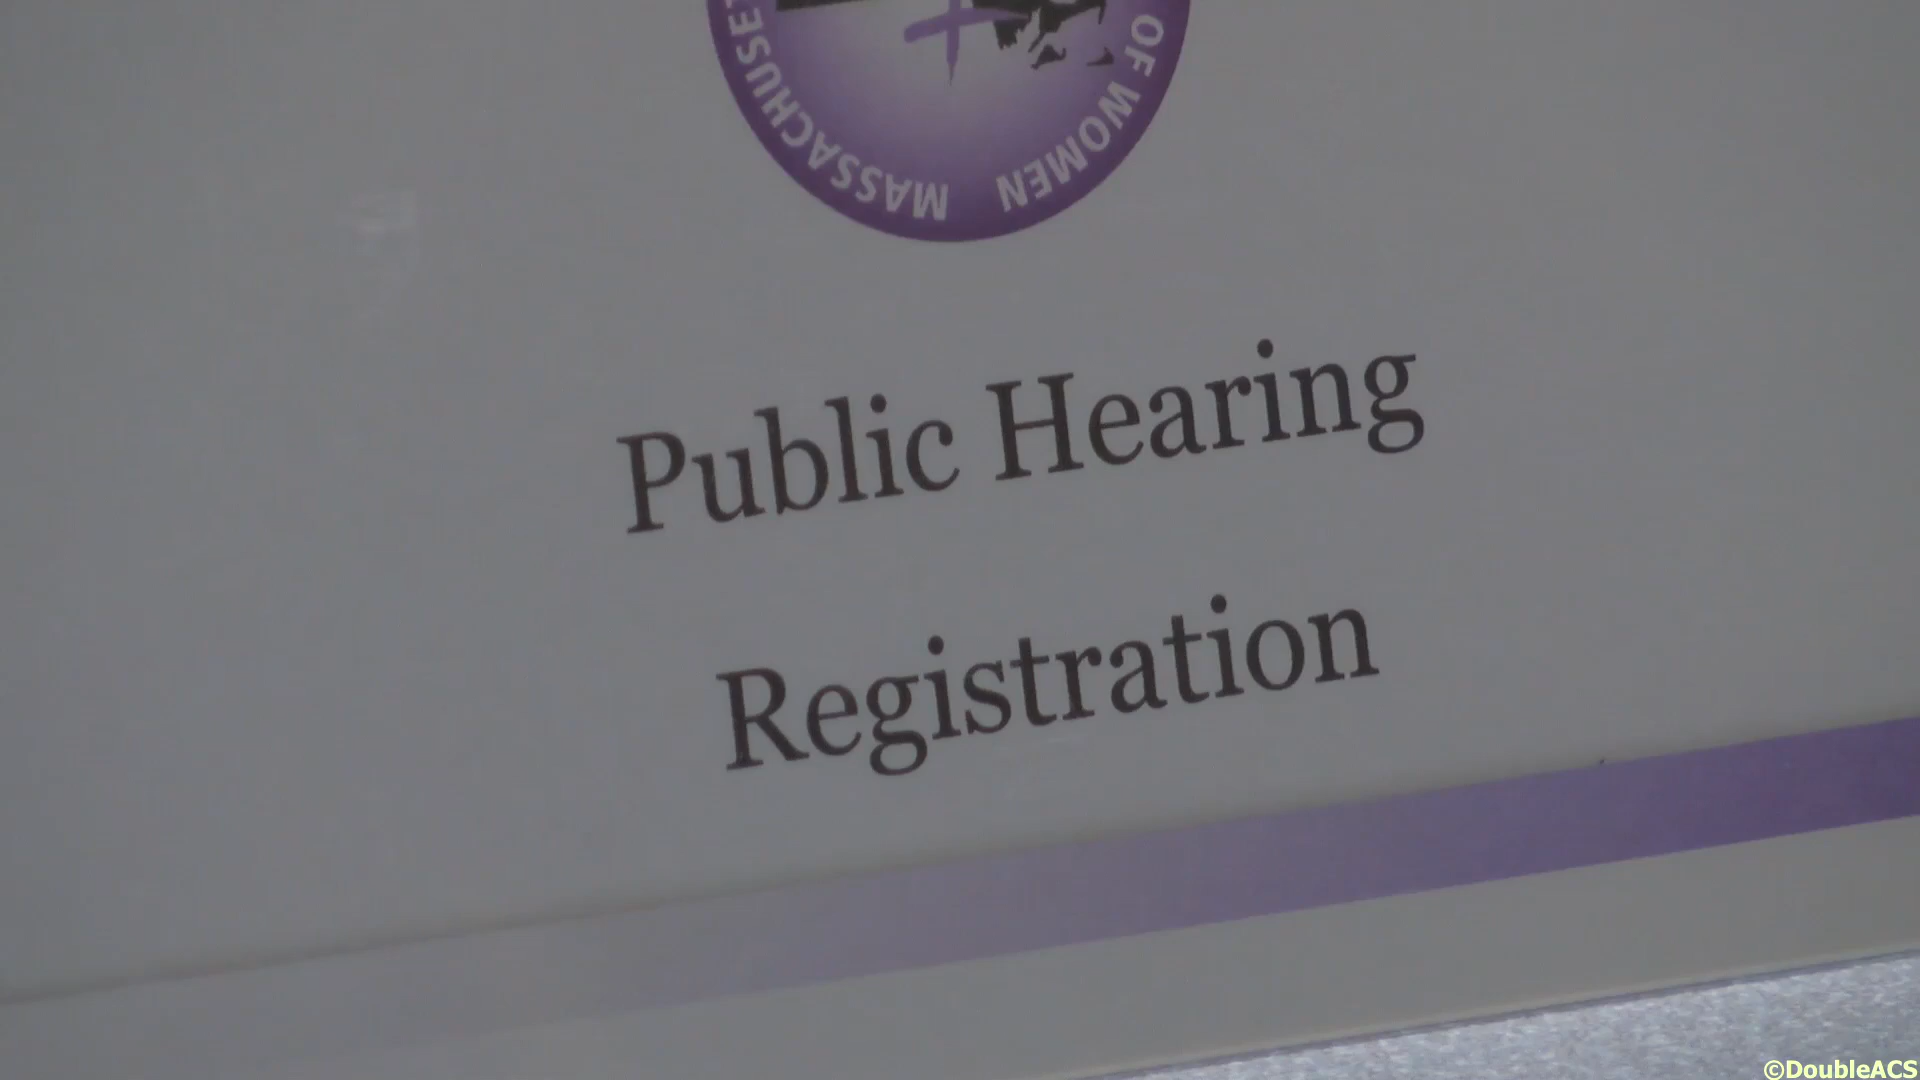 MASSACHUSE
OF WOMEN
Public Hearing
Registration
©DoubleACS